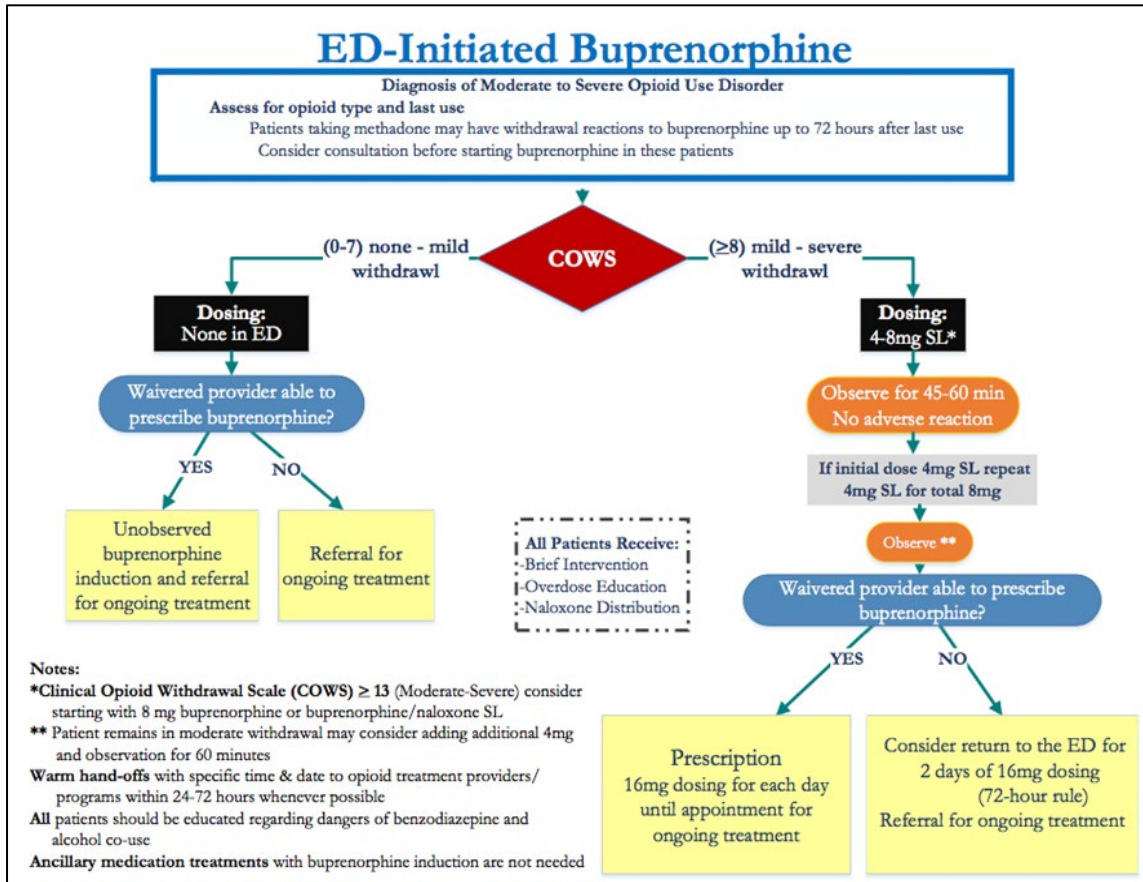 ED-Initiated Buprenorphine
Diagnosis of Moderate to Severe Opioid Use Disorder
Assess for opioid type and last use
Patients taking methadone may have withdrawal reactions to buprenorphine up to 72 hours after last use
Consider consultation before starting buprenorphine in these patients
(0-7) none - mild
withdrawl
COWS
(≥8) mild - severe
withdrawl
Dosing:
None in ED
Waivered provider able to
prescribe buprenorphine?
YES
NO
Unobserved
buprenorphine
induction and referral
for ongoing treatment
Referral for
ongoing treatment
Dosing:
4-8mg SL*
Observe for 45-60 min
No adverse reaction
If initial dose 4mg SL repeat
4mg SL for total 8mg
Observe **
Waivered provider able to prescribe
buprenorphine?
YES
NO
Prescription
16mg dosing for each day
until appointment for
ongoing treatment
Consider return to the ED for
2 days of 16mg dosing
(72-hour rule)
Referral for ongoing treatment
All Patients Receive:
-Brief Intervention
-Overdose Education
-Naloxone Distribution
Notes:
*Clinical Opioid Withdrawal Scale (COWS) ≥ 13 (Moderate-Severe) consider
starting with 8 mg buprenorphine or buprenorphine/naloxone SL
** Patient remains in moderate withdrawal may consider adding additional 4mg
and observation for 60 minutes
Warm hand-offs with specific time & date to opioid treatment providers/
programs within 24-72 hours whenever possible
All patients should be educated regarding dangers of benzodiazepine and
alcohol co-use
Ancillary medication treatments with buprenorphine induction are not needed